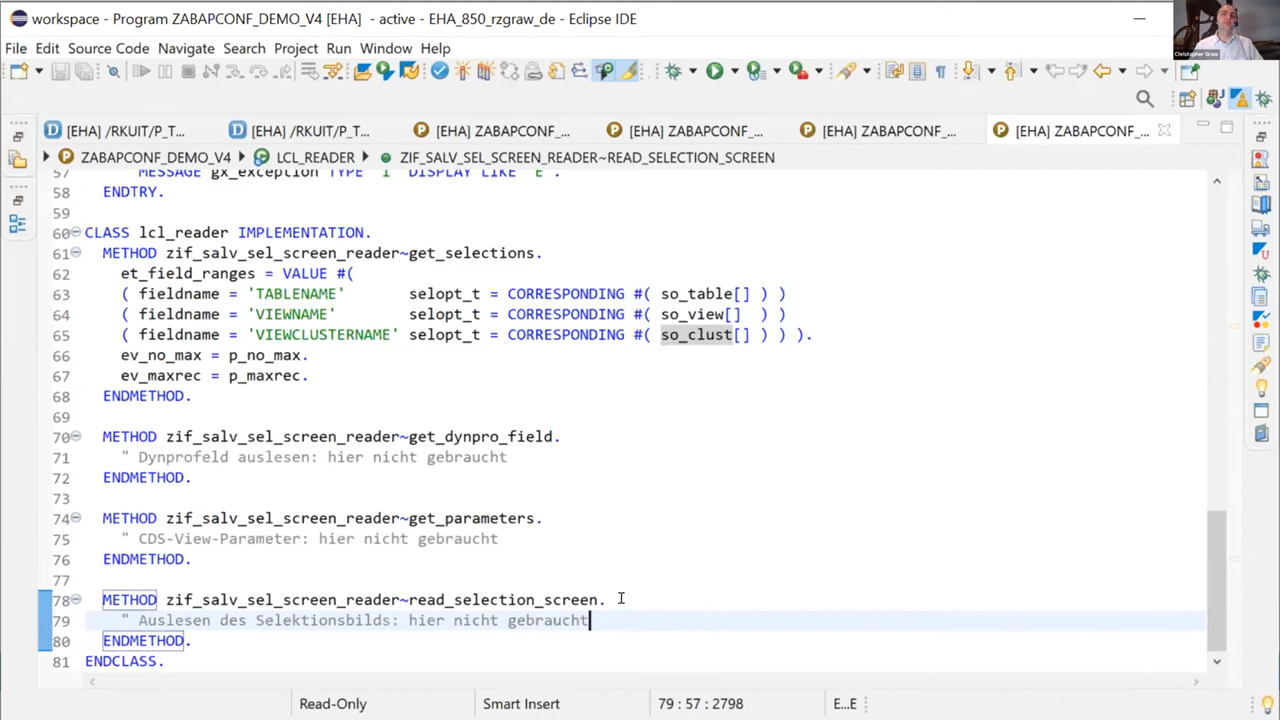 workspace - Program ZABAPCONF_DEMO_V4 [EHA] - active - EHA_850_rzgraw_de - Eclipse IDE
File Edit Source Code Navigate Search Project Run Window Help
Christopher Graw
[EHA] /RKUIT/P_T... [EHA] /RKUIT/P_T... [EHA] ZABAPCONF_... [EHA] ZABAPCONF_... [EHA] ZABAPCONF_... [EHA] ZABAPCONF_...
ZABAPCONF_DEMO_V4 LCL_READER ZIF_SALV_SEL_SCREEN_READER~READ_SELECTION_SCREEN
57 MESSAGE gx_exception TYPE 'I' DISPLAY LIKE 'E'.
58 ENDTRY.
59
60 CLASS lcl_reader IMPLEMENTATION.
61 METHOD zif_salv_sel_screen_reader~get_selections.
62 et_field_ranges = VALUE #(
63 ( fieldname = 'TABLENAME' selopt_t = CORRESPONDING #( so_table[] ) )
64 ( fieldname = 'VIEWNAME' selopt_t = CORRESPONDING #( so_view[] ) )
65 ( fieldname = 'VIEWCLUSTERNAME' selopt_t = CORRESPONDING #( so_clust[] ) ) ).
66 ev_no_max = p_no_max.
67 ev_maxrec = p_maxrec.
68 ENDMETHOD.
69
70 METHOD zif_salv_sel_screen_reader~get_dynpro_field.
71 " Dynprofeld auslesen: hier nicht gebraucht
72 ENDMETHOD.
73
74 METHOD zif_salv_sel_screen_reader~get_parameters.
75 " CDS-View-Parameter: hier nicht gebraucht
76 ENDMETHOD.
77
78 METHOD zif_salv_sel_screen_reader~read_selection_screen.
79 " Auslesen des Selektionsbilds: hier nicht gebraucht
80 ENDMETHOD.
81 ENDCLASS.
Read-Only Smart Insert 79 : 57 : 2798 E...E